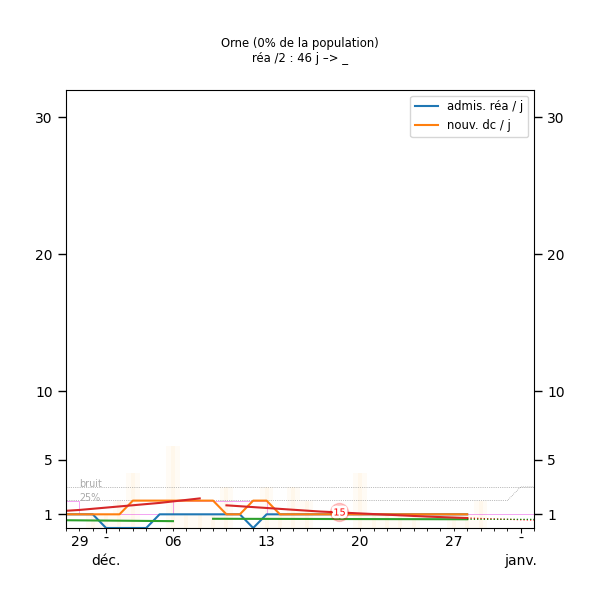 Orne (0% de la population)
réa /2 : 46 j –> _
admis. réa / j
nouv. dc / j
30
30
20
20
10
10
5
5
bruit
25%
15
1
1
29
-
06
13
20
27
-
déc.
janv.